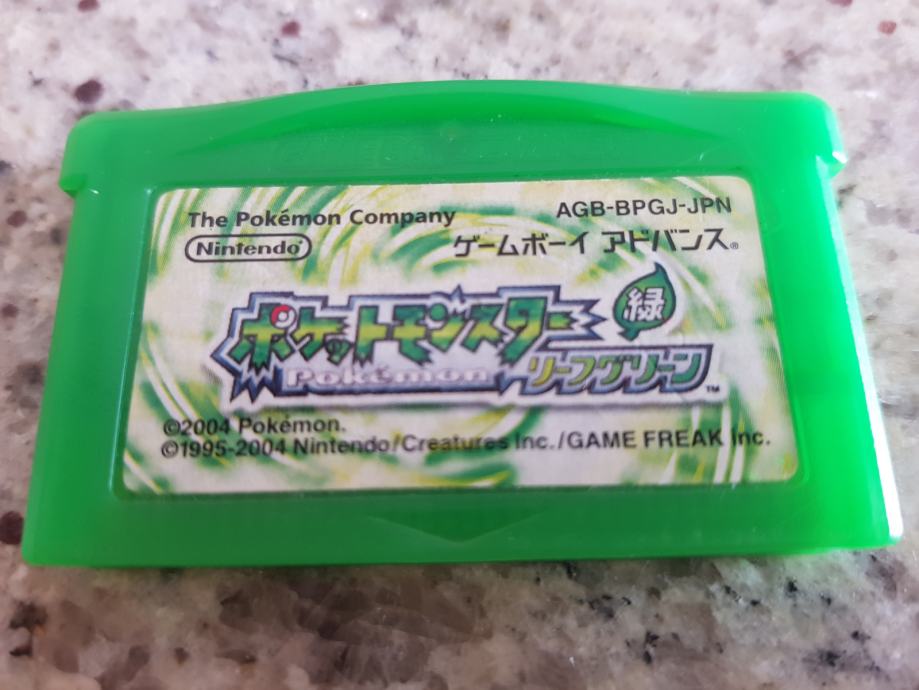 The Pokémon Company
AGB-BPGJ-JPN
Nintendo
ゲームボーイ アドバンス®
ポケットモンスター
緑
Pokémon
リーフグリーン™
©2004 Pokémon.
©1995-2004 Nintendo/Creatures Inc./GAME FREAK Inc.